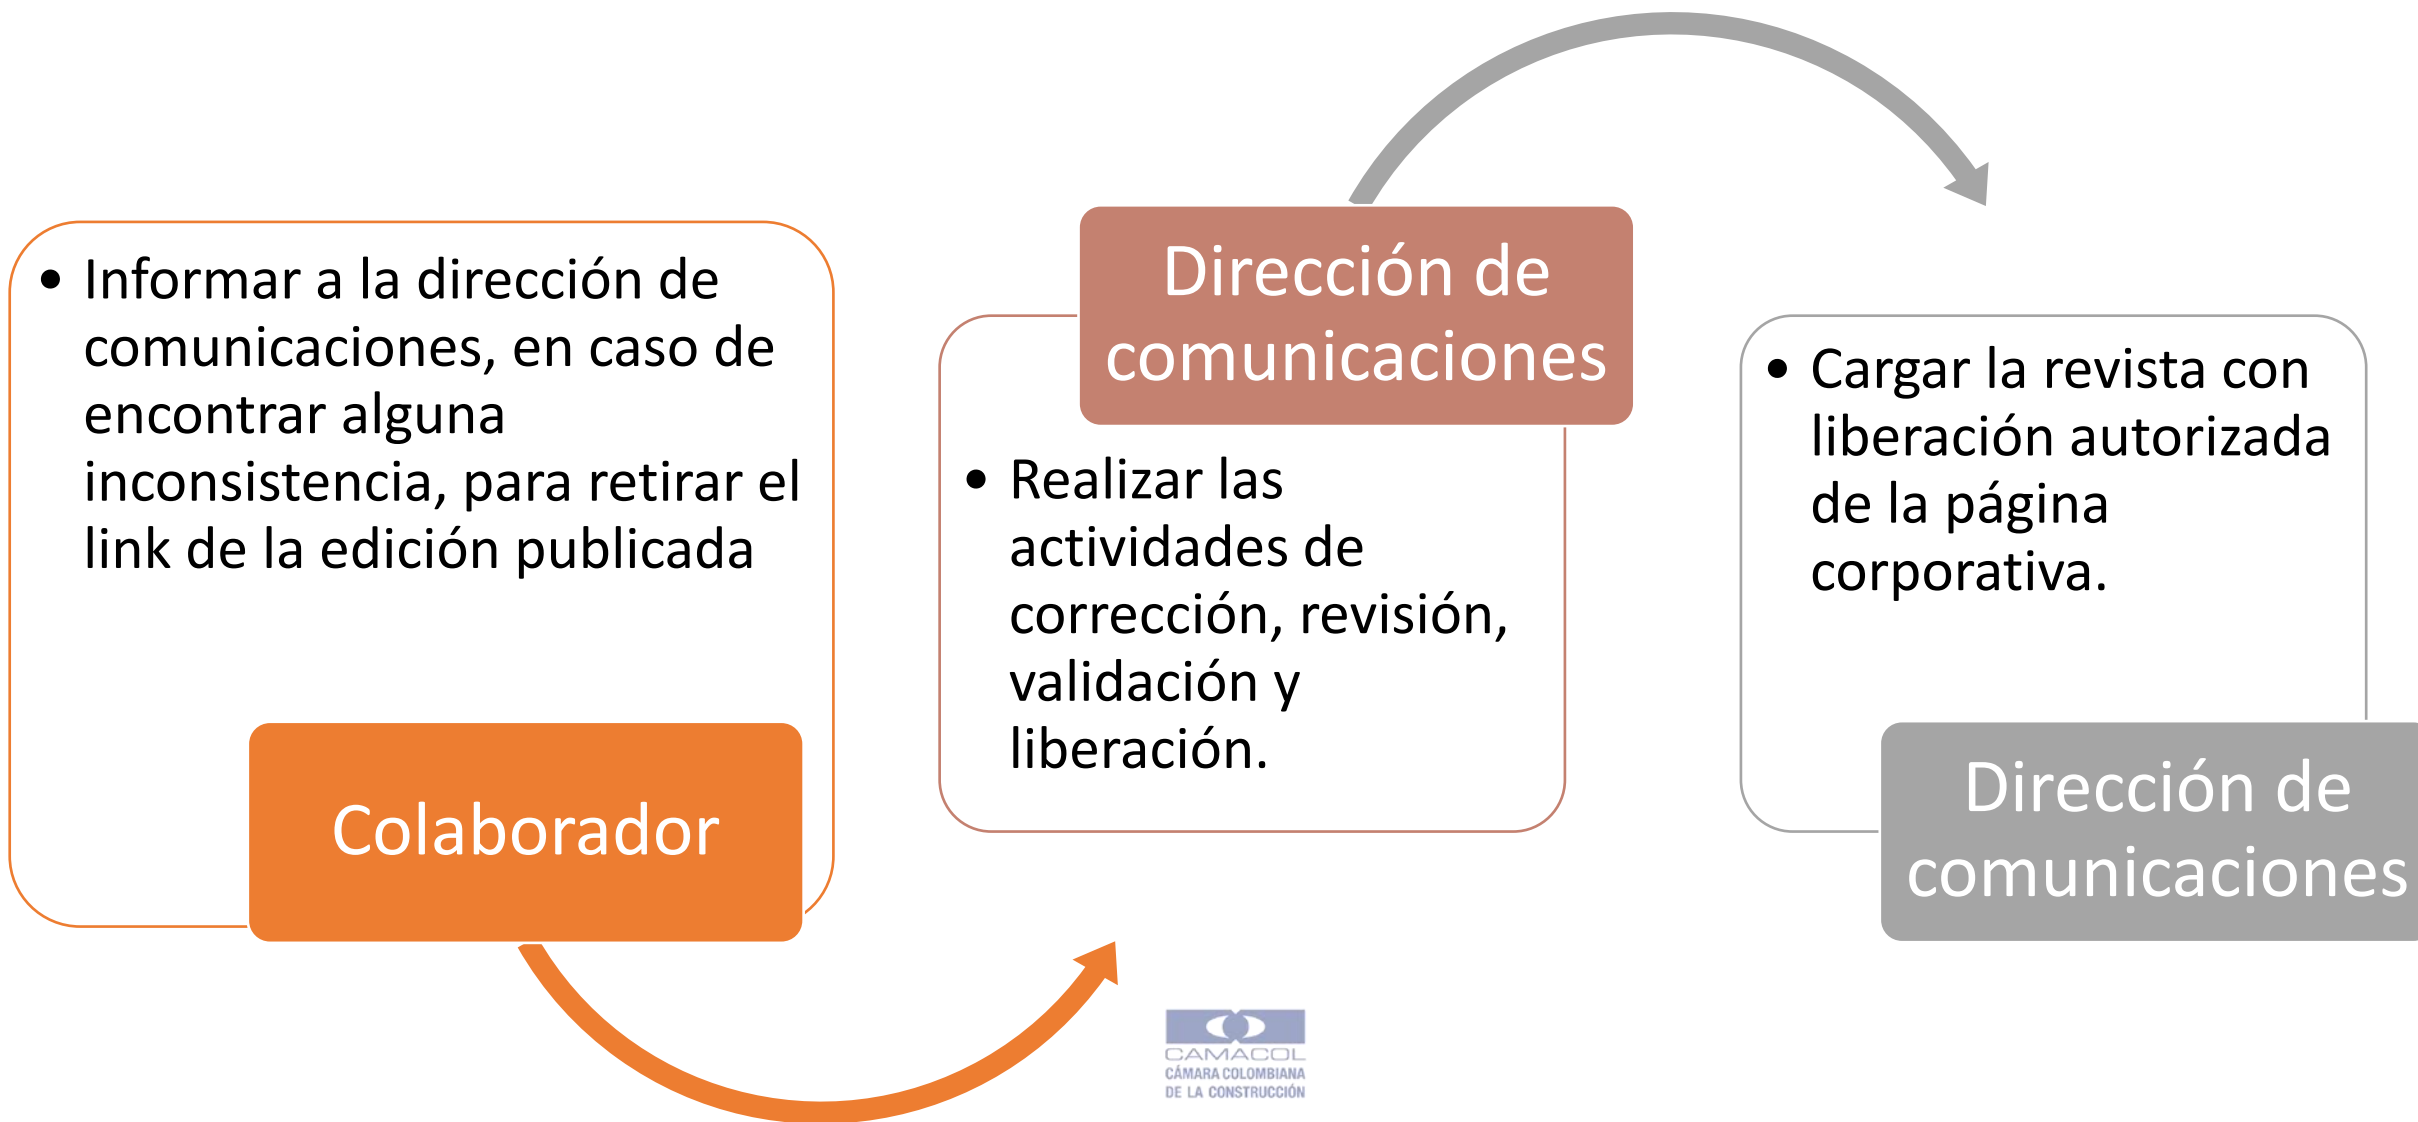 • Informar a la dirección de
comunicaciones, en caso de
encontrar alguna
inconsistencia, para retirar el
link de la edición publicada
Colaborador
Dirección de
comunicaciones
• Realizar las
actividades de
corrección, revisión,
validación y
liberación.
• Cargar la revista con
liberación autorizada
de la página
corporativa.
Dirección de
comunicaciones
CAMACOL
CÁMARA COLOMBIANA
DE LA CONSTRUCCIÓN